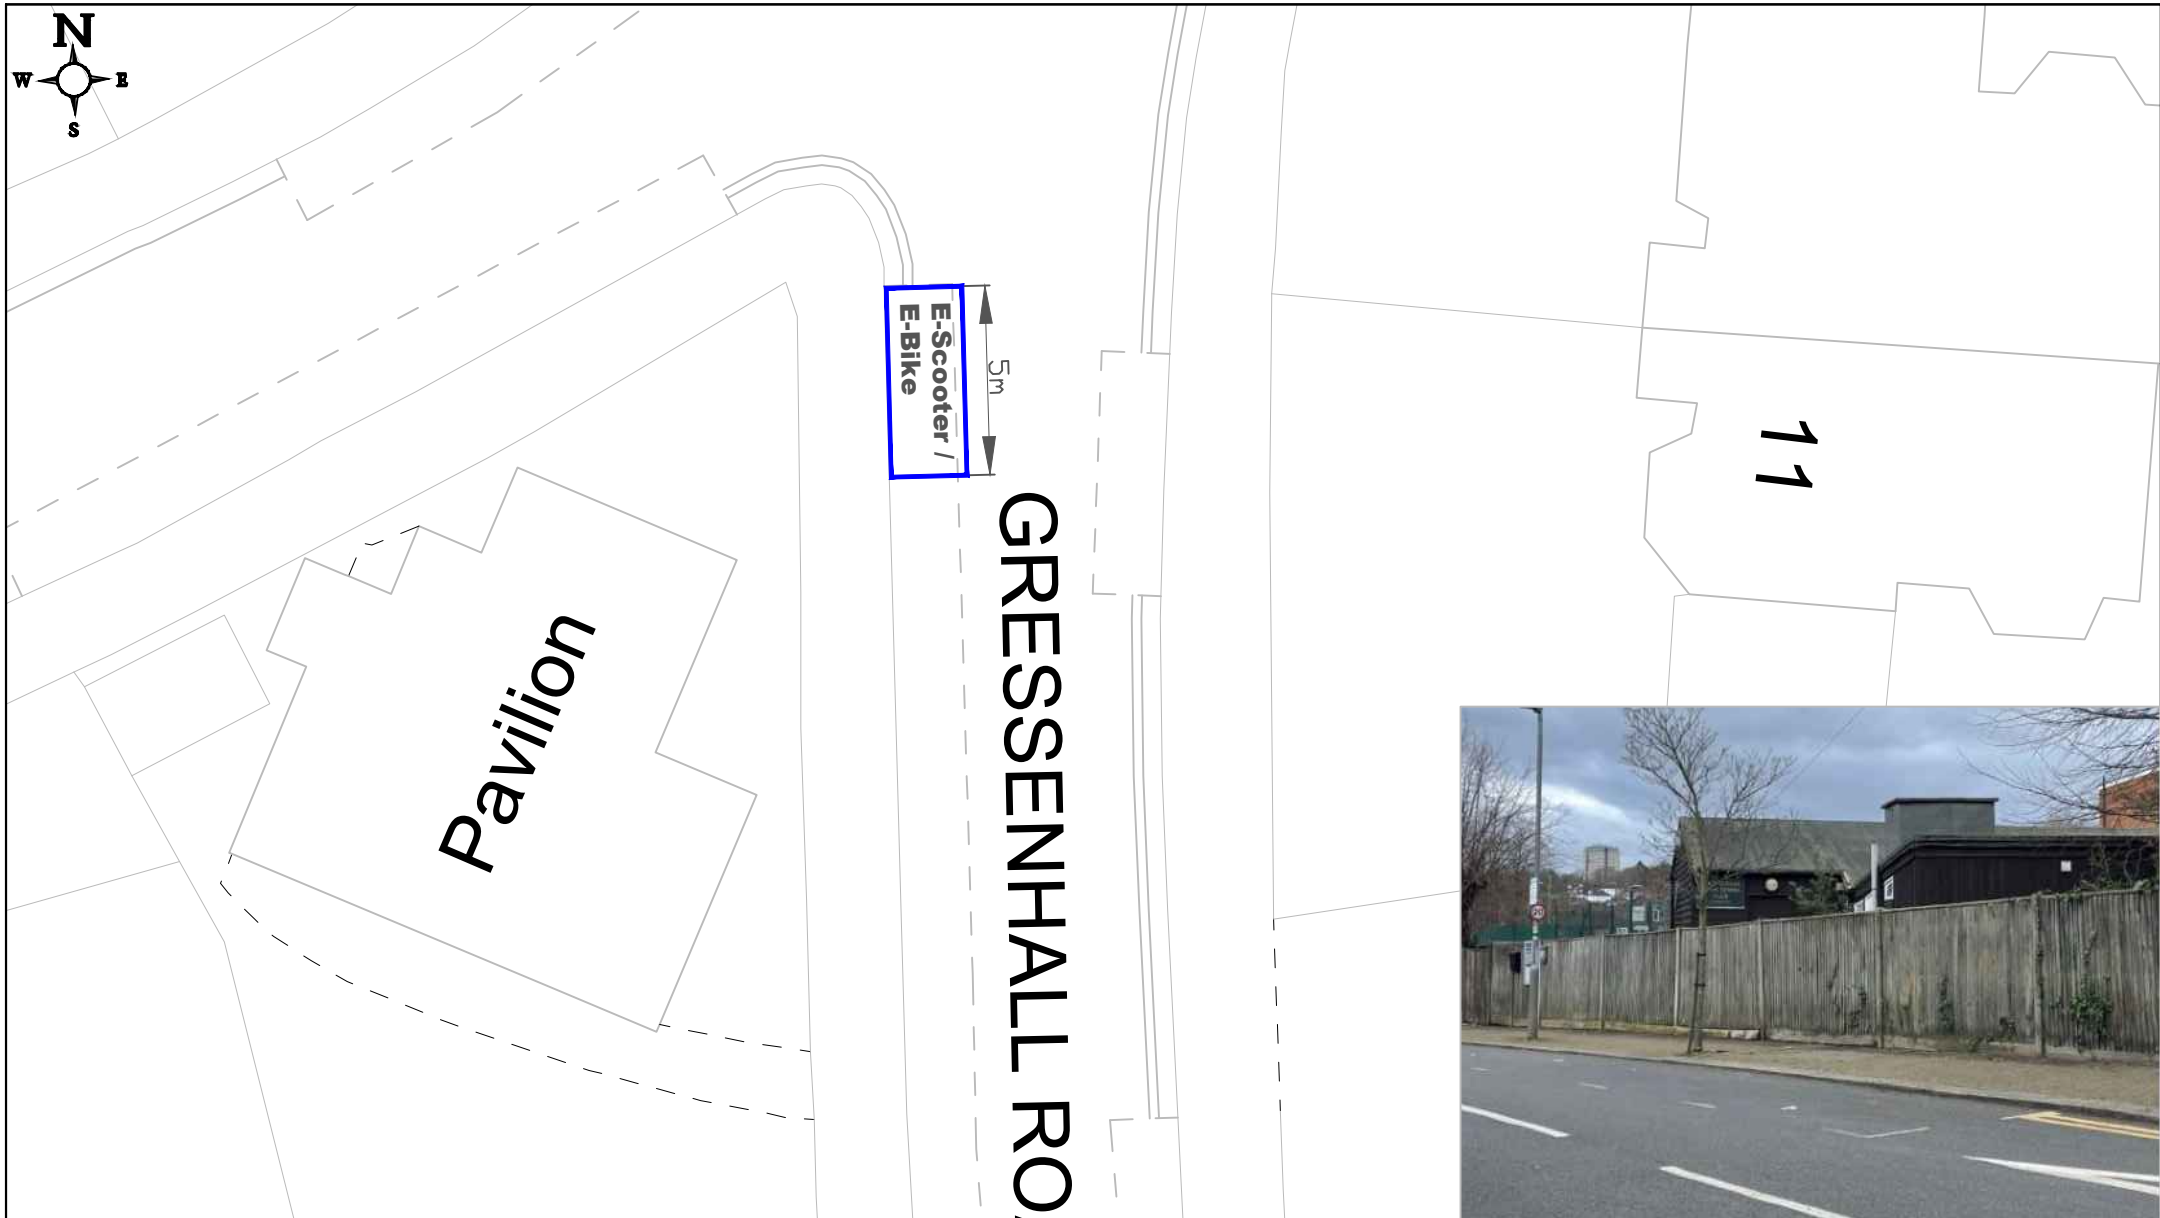 N
W E
S
E-Scooter /
E-Bike
5m
11
GRESSENHALL RO
Pavilion
20